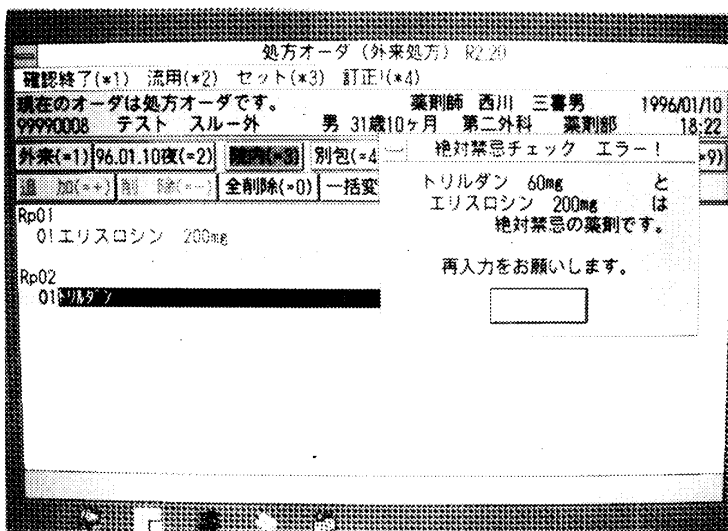 処方オーダ（外来処方） R2.20
確認終了(*1) 流用(*2) セット(*3) 訂正!(*4)
現在のオーダは処方オーダです。 薬剤師 西川 三書男 1996/01/10
99990008 テスト スルー外 男 31歳10ヶ月 第二外科 薬剤部 18:22
外来(=1) 96.01.10夜(=2) 院内(=3) 別包(=4 =9)
追 加(=+) 削 除(=-) 全削除(=0) 一括変
絶対禁忌チェック エラー！
トリルダン 60mg と
エリスロシン 200mg は
絶対禁忌の薬剤です。
再入力をお願いします。
Rp01
01エリスロシン 200mg
Rp02
01トリルダン